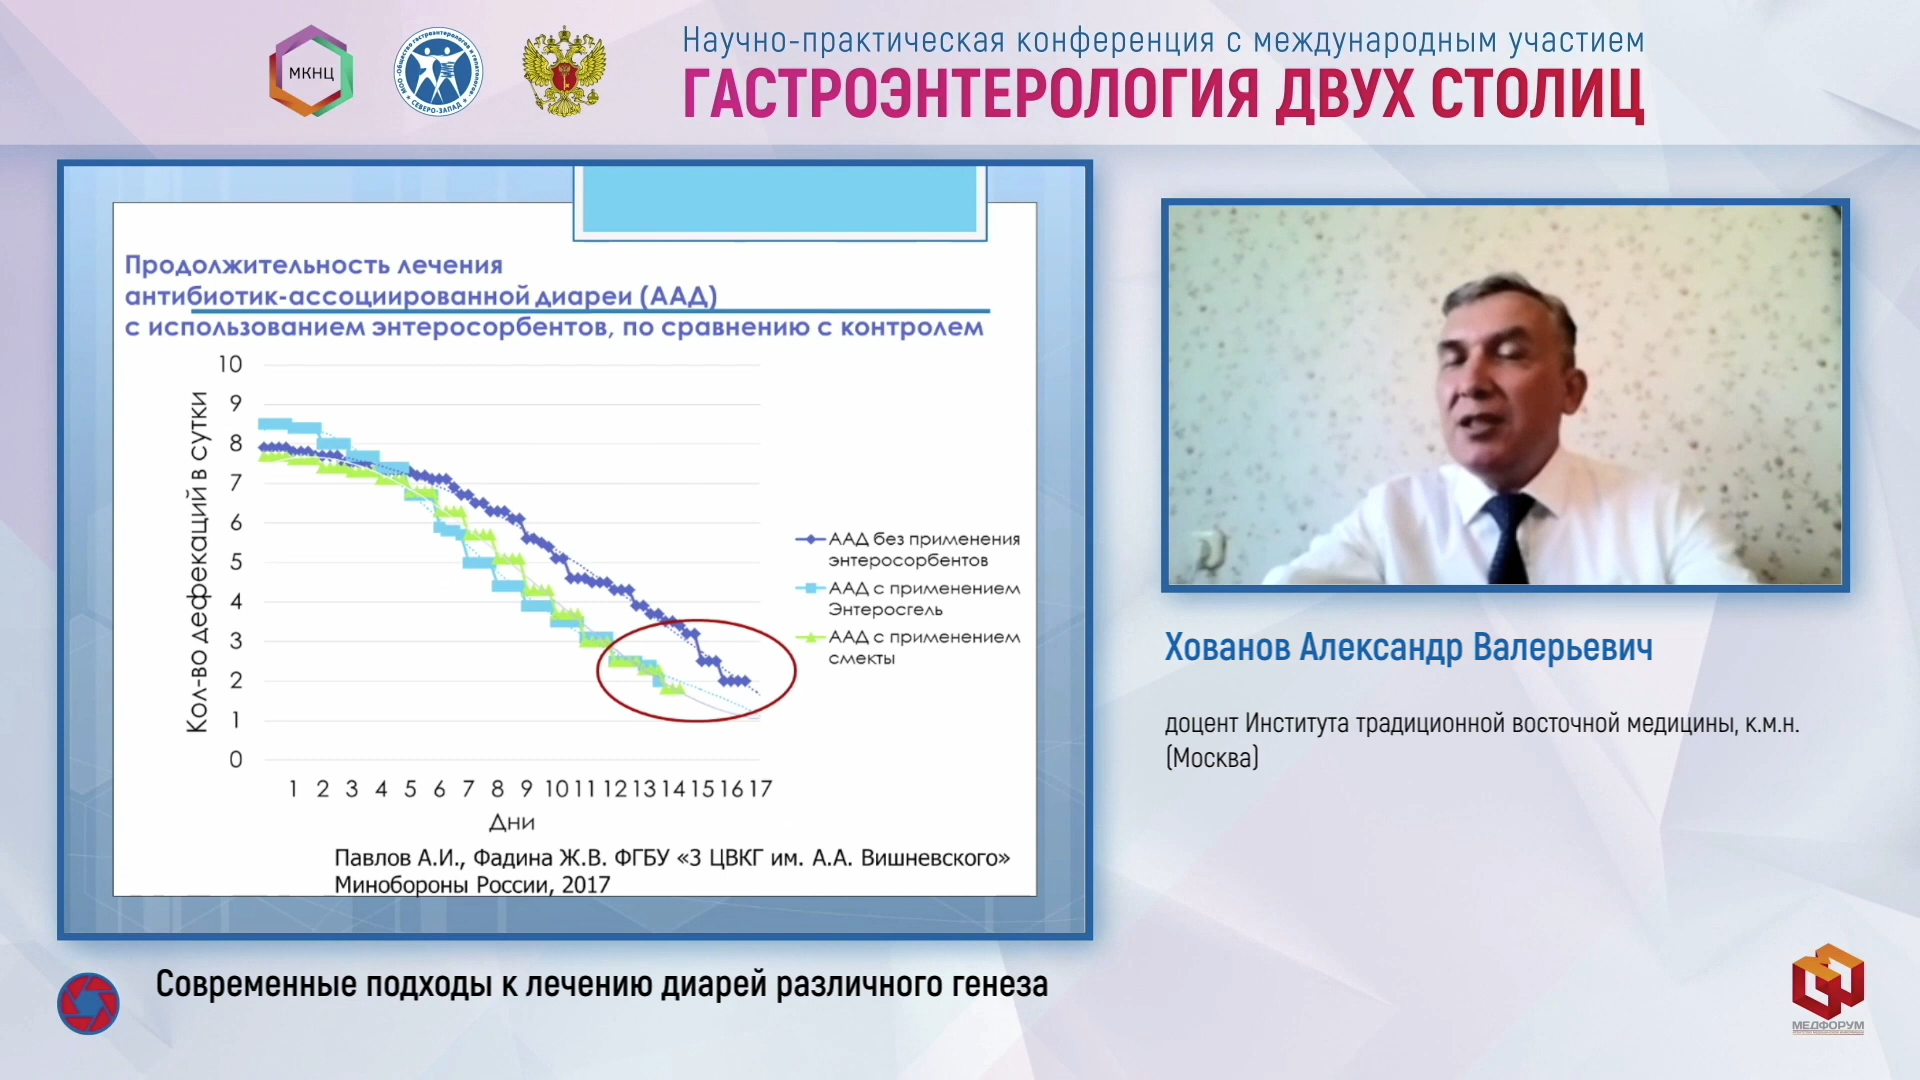 Научно-практическая конференция с международным участием
ГАСТРОЭНТЕРОЛОГИЯ ДВУХ СТОЛИЦ
МКНЦ
СЕВЕРО-ЗАПАД
Продолжительность лечения
антибиотик-ассоциированной диареи (ААД)
с использованием энтеросорбентов, по сравнению с контролем
Кол-во дефекаций в сутки
10
9
8
7
6
5
4
3
2
1
0
1 2 3 4 5 6 7 8 9 10 11 12 13 14 15 16 17
Дни
ААД без применения
энтеросорбентов
ААД с применением
Энтеросгель
ААД с применением
смекты
Павлов А.И., Фадина Ж.В. ФГБУ «3 ЦВКГ им. А.А. Вишневского»
Минобороны России, 2017
Хованов Александр Валерьевич
доцент Института традиционной восточной медицины, к.м.н.
(Москва)
Современные подходы к лечению диарей различного генеза
МЕДФОРУМ